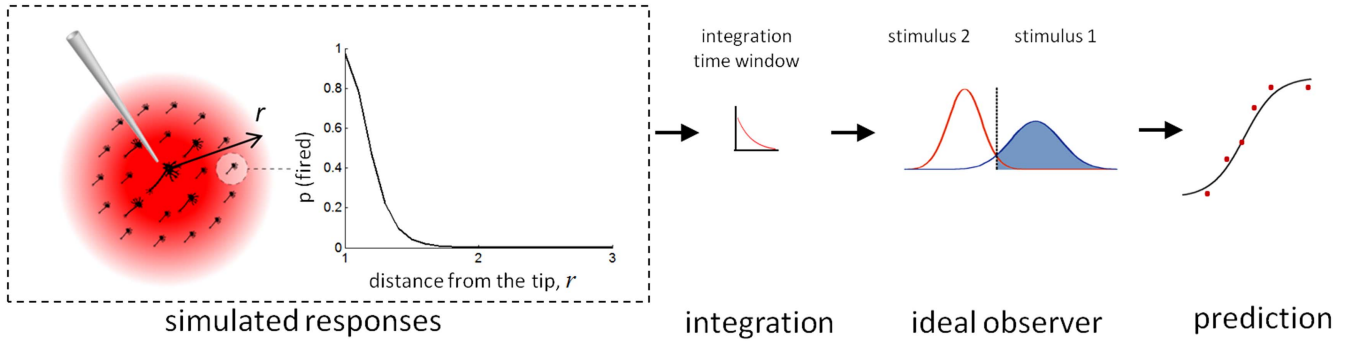 r
p (fired)
1
0.8
0.6
0.4
0.2
0
1
2
3
distance from the tip, r
simulated responses
integration
time window
integration
stimulus 2
stimulus 1
ideal observer
prediction